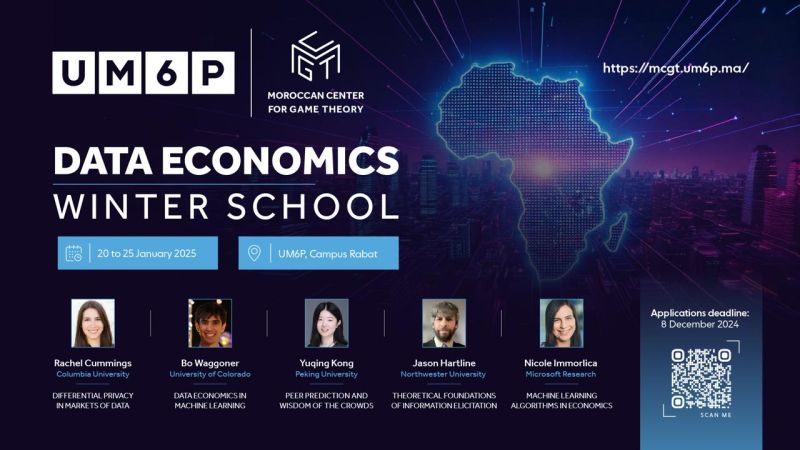 UM6P
MCGT
MOROCCAN CENTER
FOR GAME THEORY
https://mcgt.um6p.ma/
DATA ECONOMICS
WINTER SCHOOL
20 to 25 January 2025
UM6P, Campus Rabat
Rachel Cummings
Columbia University
DIFFERENTIAL PRIVACY
IN MARKETS OF DATA
Bo Waggoner
University of Colorado
DATA ECONOMICS IN
MACHINE LEARNING
Yuqing Kong
Peking University
PEER PREDICTION AND
WISDOM OF THE CROWDS
Jason Hartline
Northwester University
THEORETICAL FOUNDATIONS
OF INFORMATION ELICITATION
Nicole Immorlica
Microsoft Research
MACHINE LEARNING
ALGORITHMS IN ECONOMICS
Applications deadline:
8 December 2024
SCAN ME